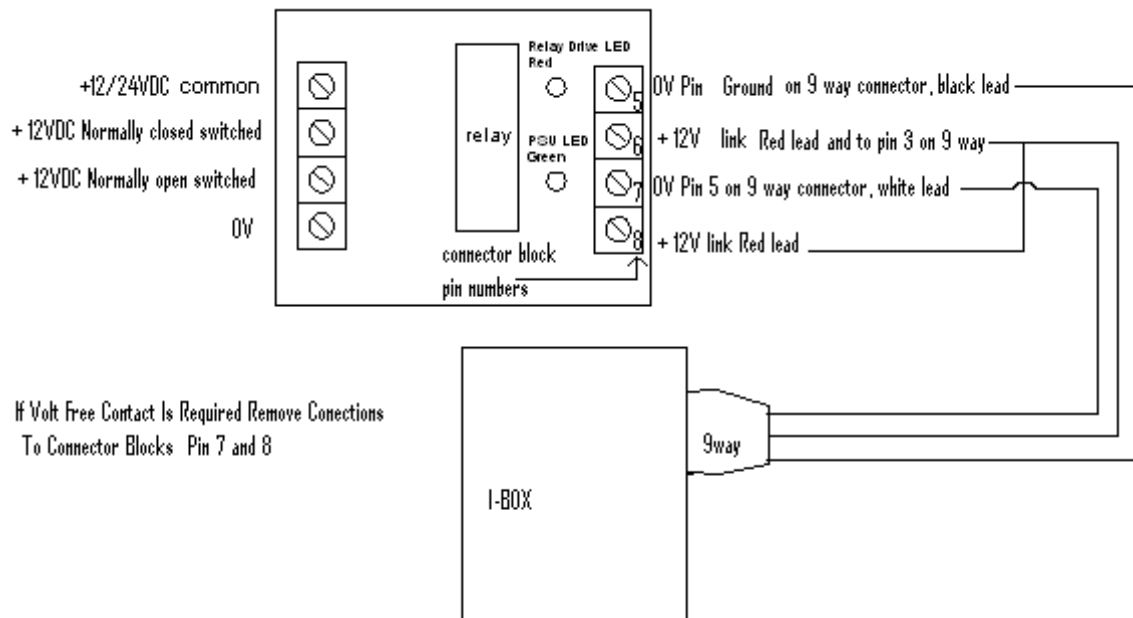 Relay Drive LED
Red
+12/24VDC common
5 0V Pin Ground on 9 way connector, black lead
+ 12VDC Normally closed switched
relay
PSU LED
Green
6 + 12V link Red lead and to pin 3 on 9 way
+ 12VDC Normally open switched
7 0V Pin 5 on 9 way connector, white lead
0V
8 + 12V link Red lead
connector block
pin numbers
If Volt Free Contact Is Required Remove Conections
To Connector Blocks Pin 7 and 8
9way
I-BOX